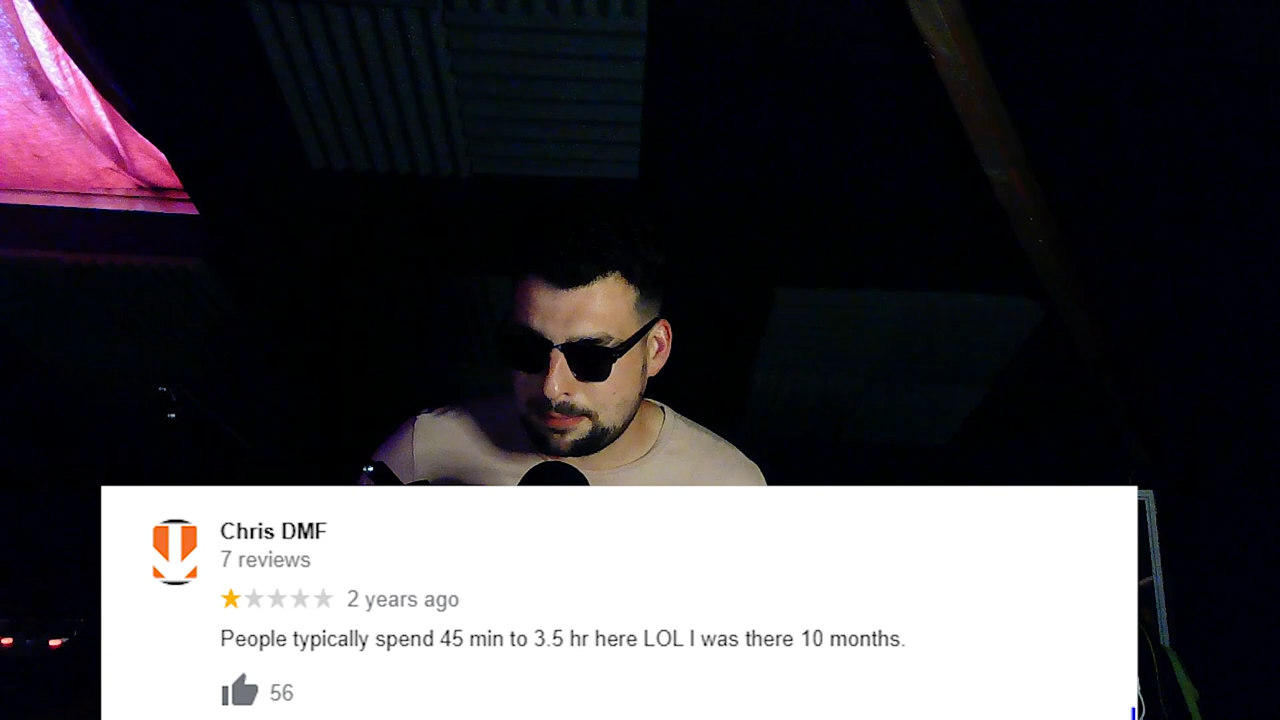 Chris DMF
7 reviews
2 years ago
People typically spend 45 min to 3.5 hr here LOL I was there 10 months.
56